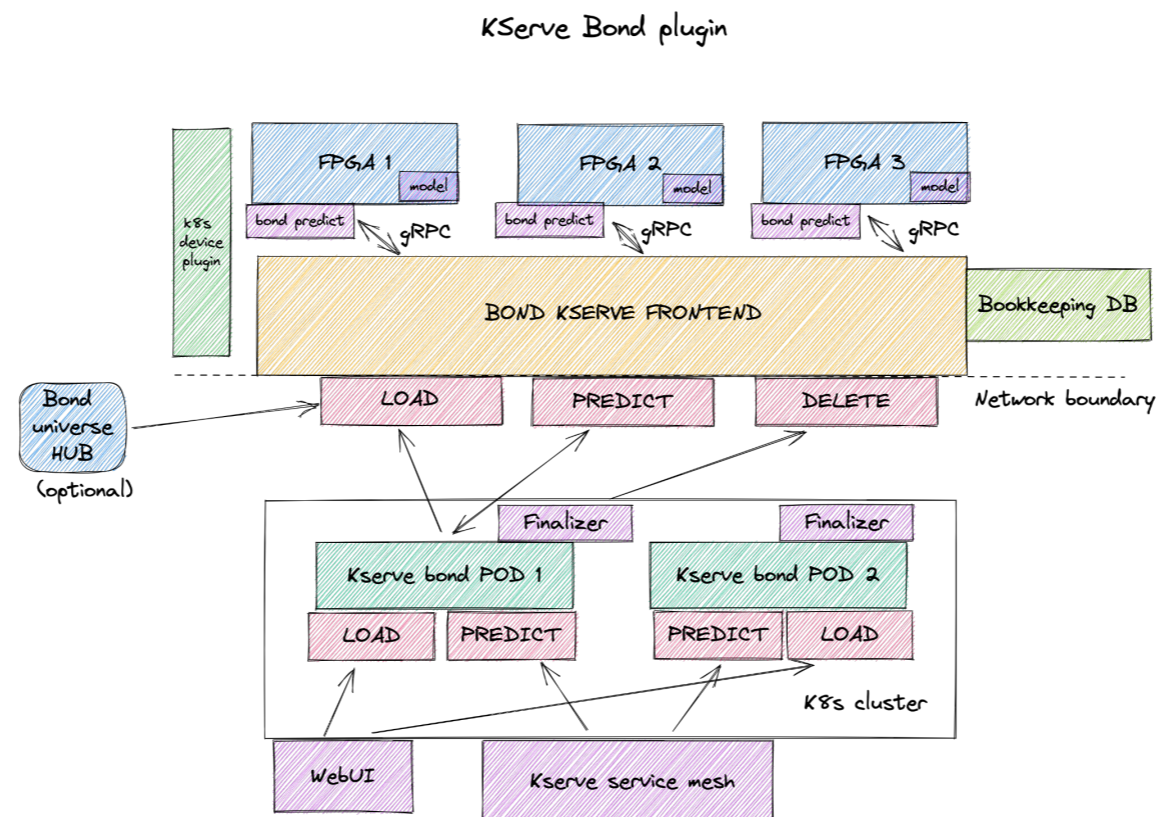 KServe Bond plugin
FPGA 1
model
FPGA 2
model
FPGA 3
model
k8s
device
plugin
bond predict
gRPC
bond predict
gRPC
bond predict
gRPC
BOND KSERVE FRONTEND
Bookkeeping DB
Network boundary
Bond
universe
HUB
(optional)
LOAD
PREDICT
DELETE
Finalizer
Finalizer
Kserve bond POD 1
Kserve bond POD 2
LOAD
PREDICT
PREDICT
LOAD
K8s cluster
WebUI
Kserve service mesh